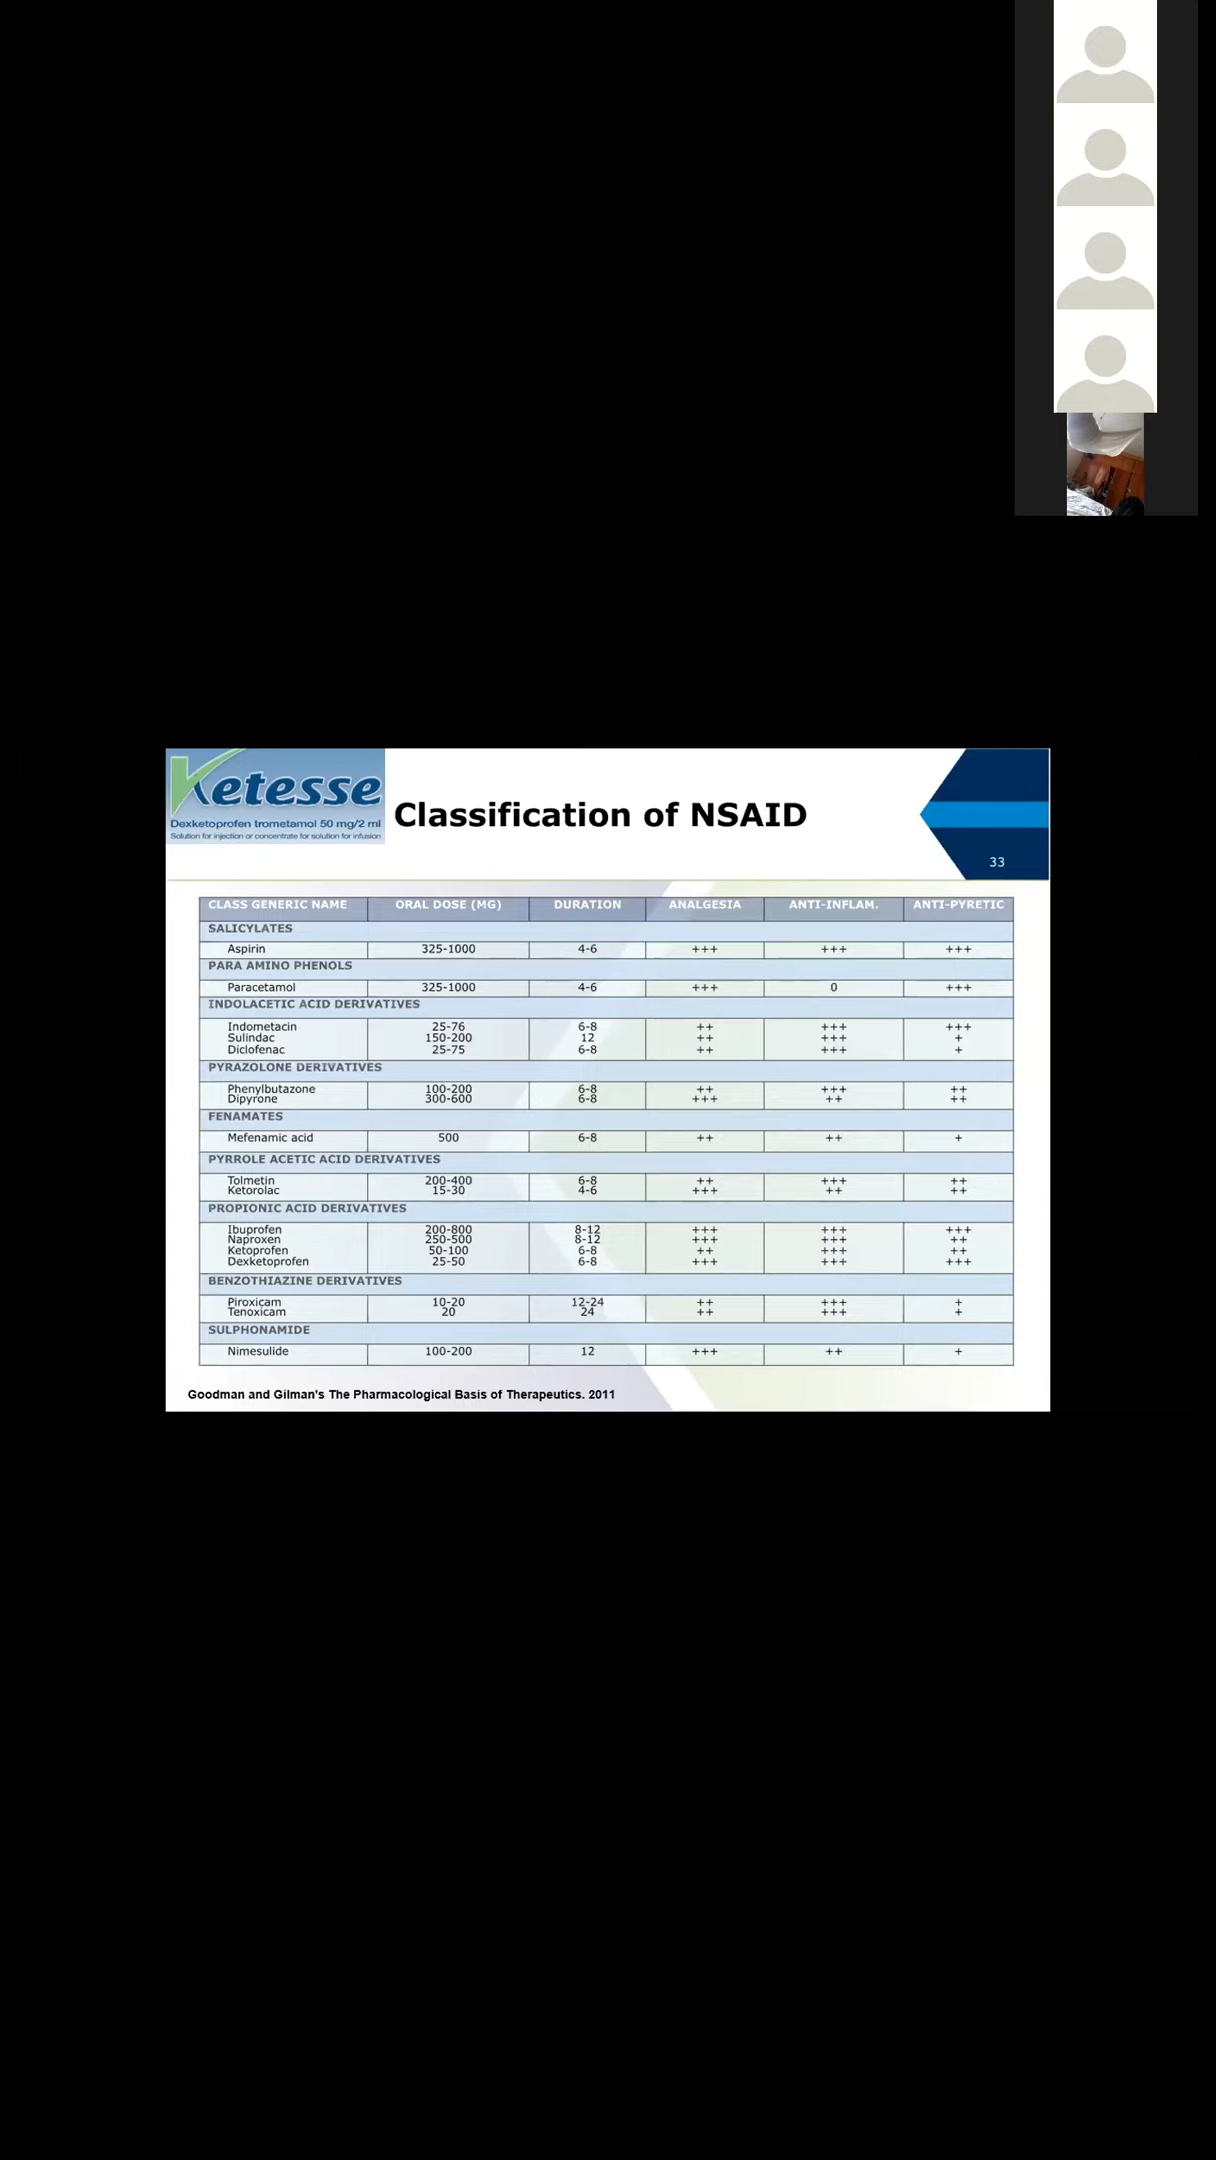 Ketesse
Dexketoprofen trometamol 50 mg/2 ml
Solution for injection or concentrate for solution for infusion
Classification of NSAID
33
CLASS GENERIC NAME ORAL DOSE (MG) DURATION ANALGESIA ANTI-INFLAM. ANTI-PYRETIC
SALICYLATES
Aspirin 325-1000 4-6 +++ +++ +++
PARA AMINO PHENOLS
Paracetamol 325-1000 4-6 +++ 0 +++
INDOLACETIC ACID DERIVATIVES
Indometacin 25-76 6-8 ++ +++ +++
Sulindac 150-200 12 ++ +++ +
Diclofenac 25-75 6-8 ++ +++ +
PYRAZOLONE DERIVATIVES
Phenylbutazone 100-200 6-8 ++ +++ ++
Dipyrone 300-600 6-8 +++ ++ ++
FENAMATES
Mefenamic acid 500 6-8 ++ ++ +
PYRROLE ACETIC ACID DERIVATIVES
Tolmetin 200-400 6-8 ++ +++ ++
Ketorolac 15-30 4-6 +++ ++ ++
PROPIONIC ACID DERIVATIVES
Ibuprofen 200-800 8-12 +++ +++ +++
Naproxen 250-500 8-12 +++ +++ ++
Ketoprofen 50-100 6-8 ++ +++ ++
Dexketoprofen 25-50 6-8 +++ +++ +++
BENZOTHIAZINE DERIVATIVES
Piroxicam 10-20 12-24 ++ +++ +
Tenoxicam 20 24 ++ +++ +
SULPHONAMIDE
Nimesulide 100-200 12 +++ ++ +
Goodman and Gilman's The Pharmacological Basis of Therapeutics. 2011